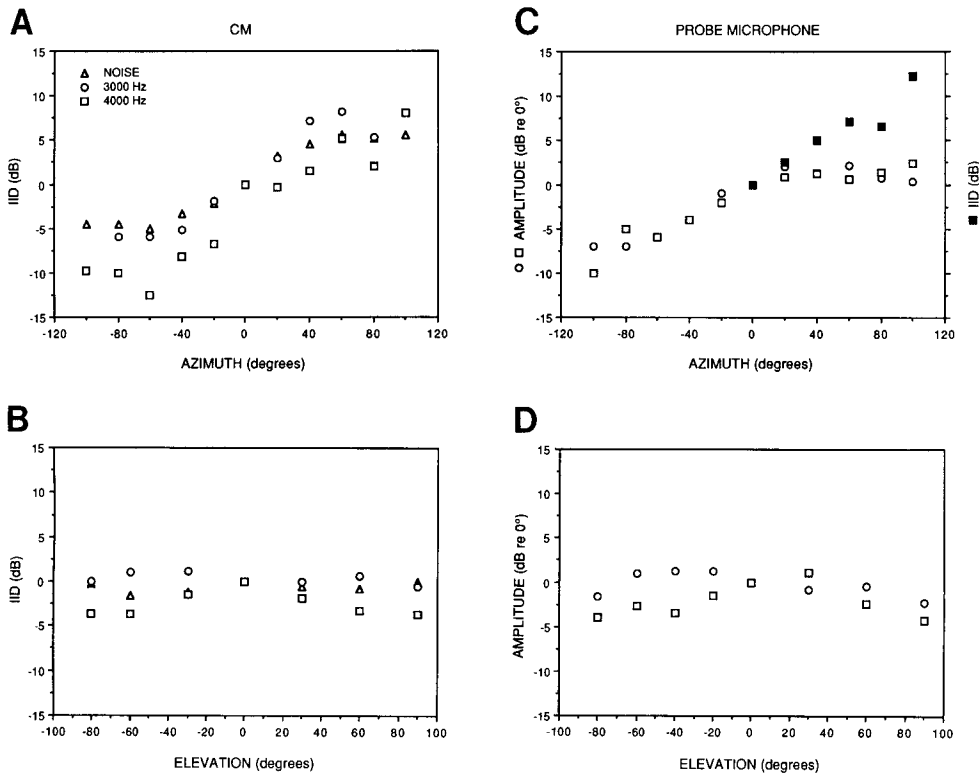 A
CM
NOISE
3000 Hz
4000 Hz
15
10
5
0
-5
-10
-15
IID (dB)
-120 -80 -40 0 40 80 120
AZIMUTH (degrees)
C
PROBE MICROPHONE
15
10
5
0
-5
-10
-15
AMPLITUDE (dB re 0°)
IID (dB)
-120 -80 -40 0 40 80 120
AZIMUTH (degrees)
B
15
10
5
0
-5
-10
-15
IID (dB)
-100 -80 -60 -40 -20 0 20 40 60 80 100
ELEVATION (degrees)
D
15
10
5
0
-5
-10
-15
AMPLITUDE (dB re 0°)
-100 -80 -60 -40 -20 0 20 40 60 80 100
ELEVATION (degrees)